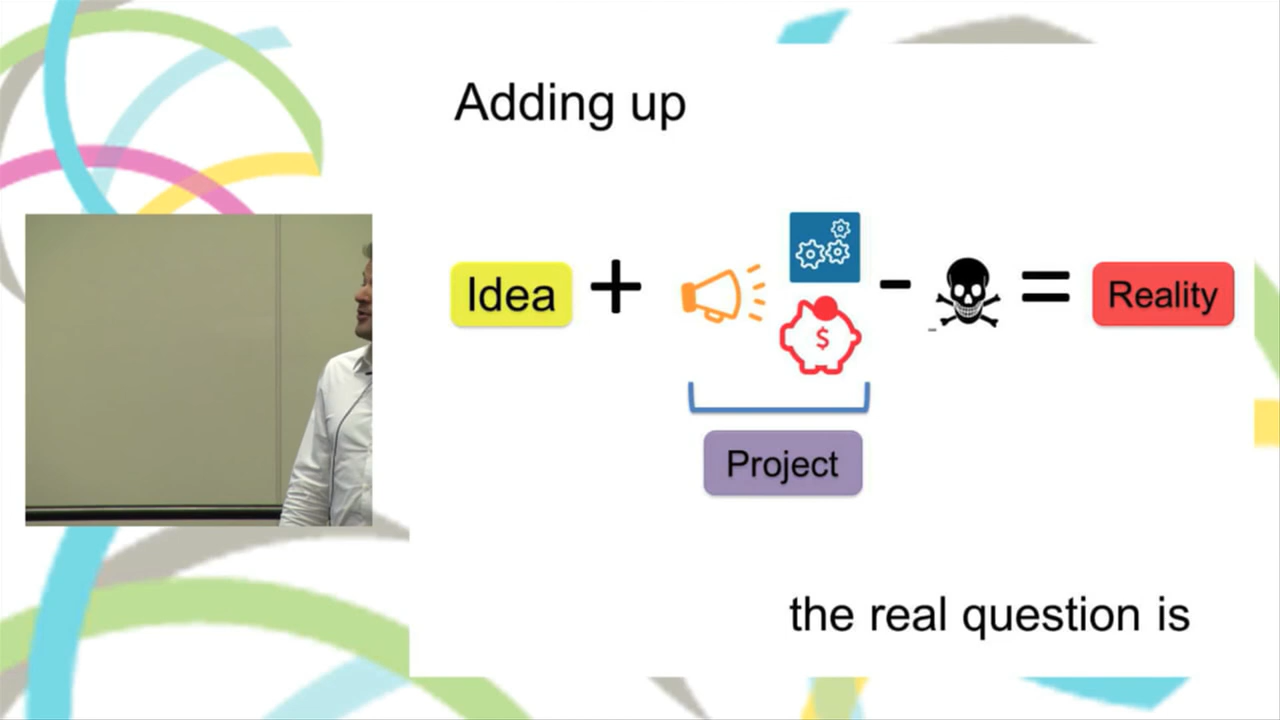 Adding up
Idea + - = Reality
$
Project
the real question is